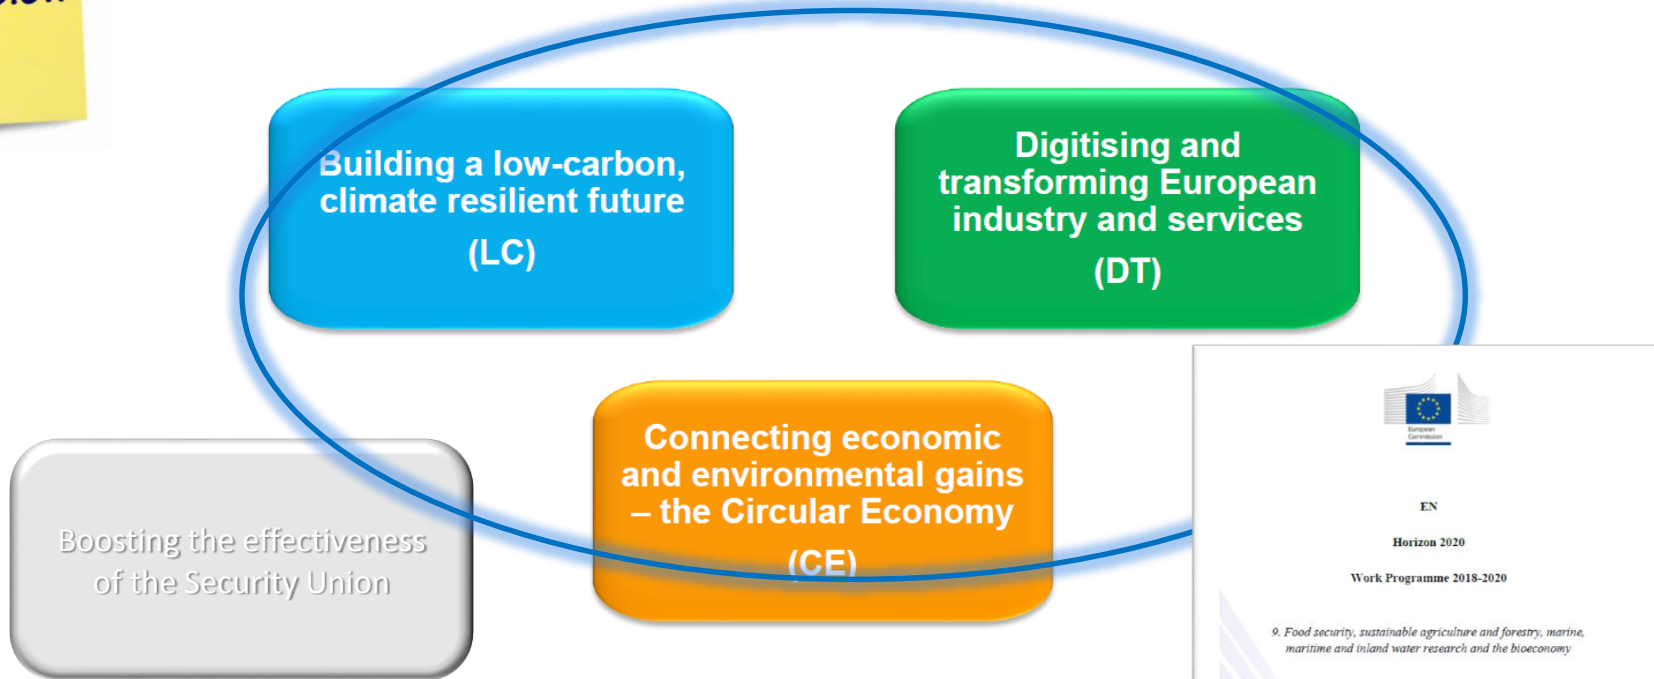 Building a low-carbon,
climate resilient future
(LC)
Digitising and
transforming European
industry and services
(DT)
Connecting economic
and environmental gains
– the Circular Economy
(CE)
Boosting the effectiveness
of the Security Union
European
Commission
EN
Horizon 2020
Work Programme 2018-2020
9. Food security, sustainable agriculture and forestry, marine,
maritime and inland water research and the bioeconomy